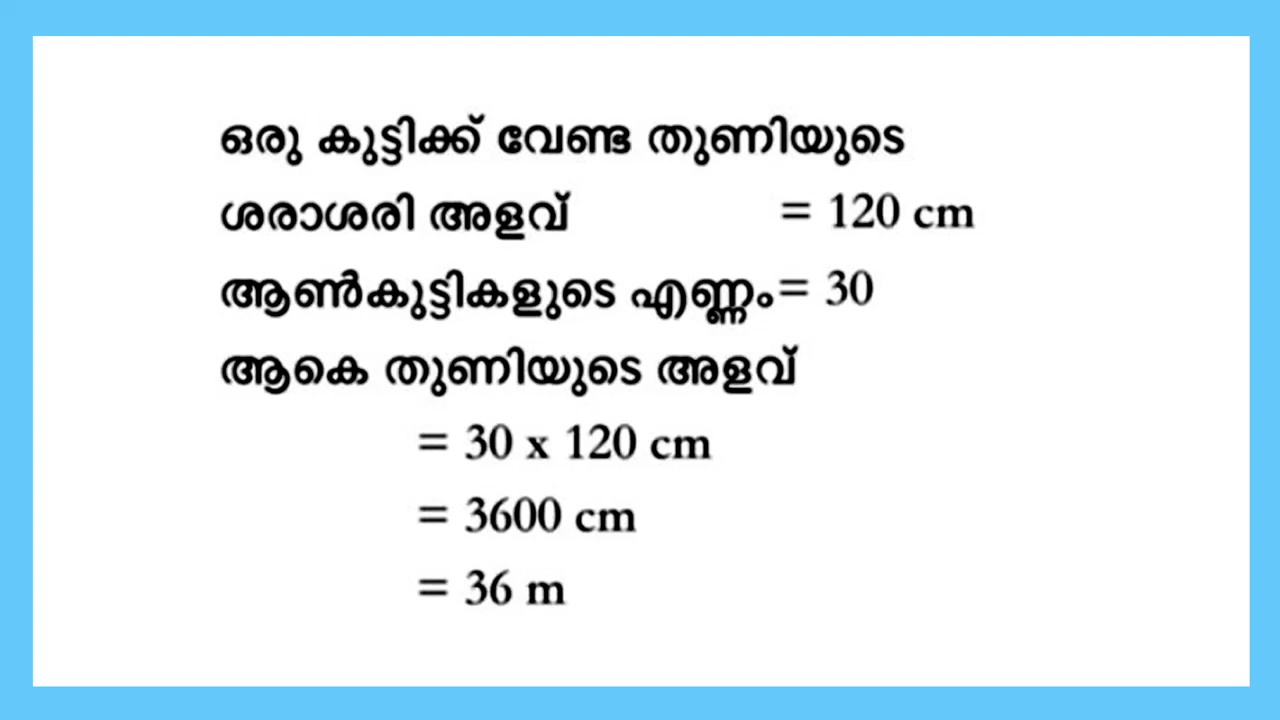 ഒരു കുട്ടിക്ക് വേണ്ട തുണിയുടെ
ശരാശരി അളവ് = 120 cm
ആൺകുട്ടികളുടെ എണ്ണം= 30
ആകെ തുണിയുടെ അളവ്
= 30 x 120 cm
= 3600 cm
= 36 m